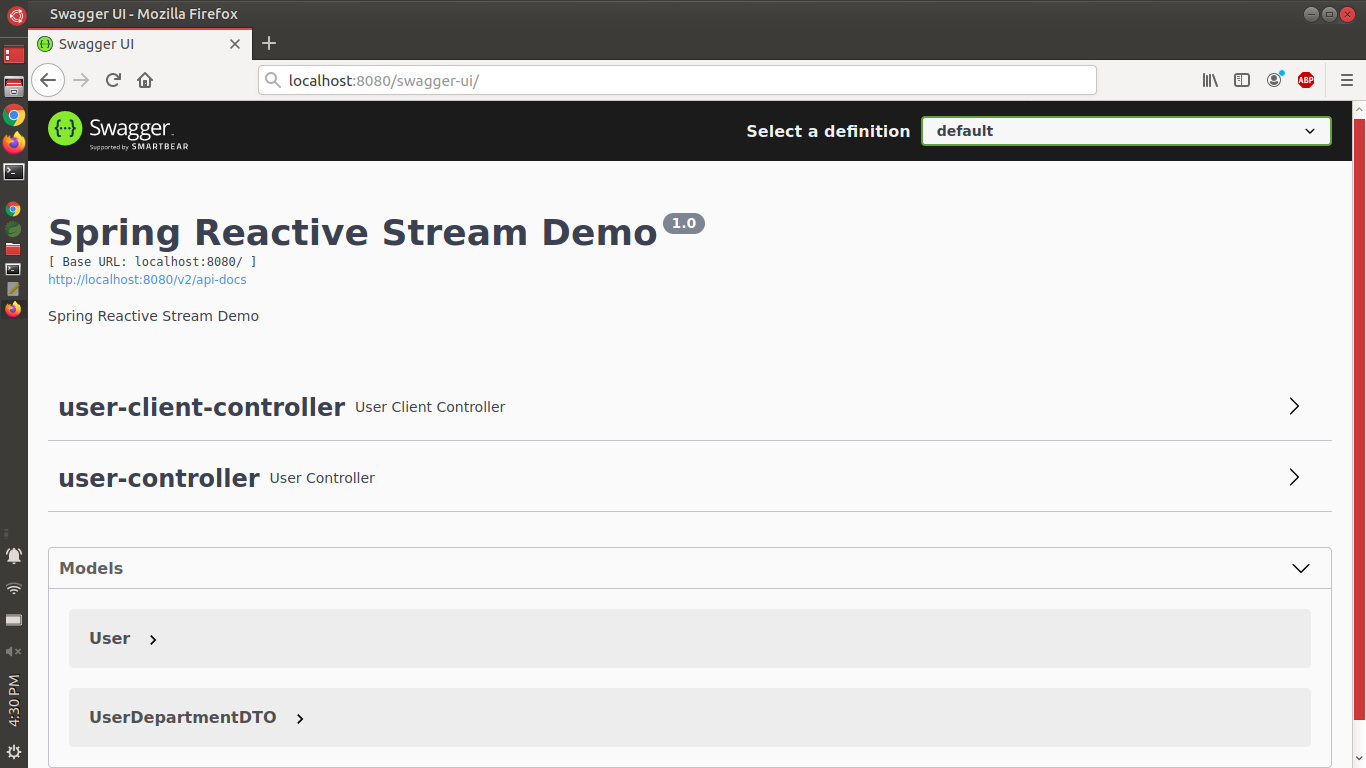 Swagger UI - Mozilla Firefox
Swagger UI
localhost:8080/swagger-ui/
ABP
Swagger.
Supported by SMARTBEAR
Select a definition
default
Spring Reactive Stream Demo 1.0
[ Base URL: localhost:8080/ ]
http://localhost:8080/v2/api-docs
Spring Reactive Stream Demo
user-client-controller User Client Controller
user-controller User Controller
Models
User
UserDepartmentDTO
4:30 PM